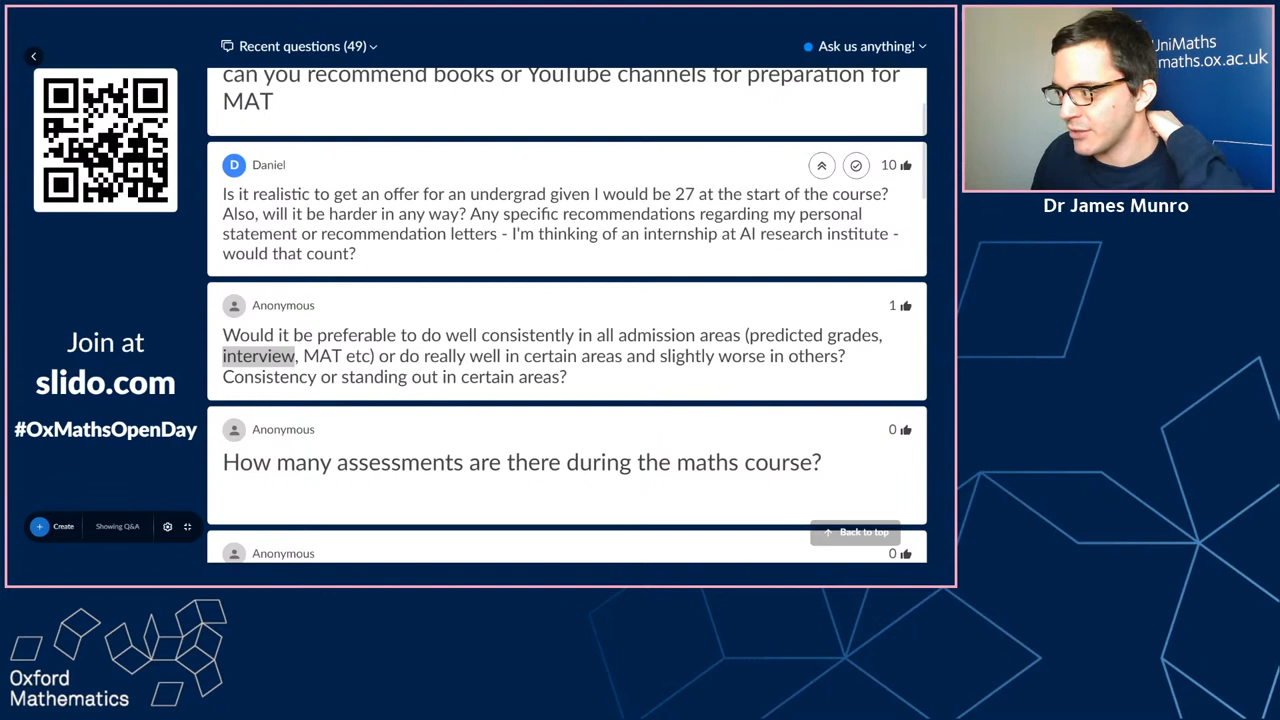 Recent questions (49)
Ask us anything!
can you recommend books or YouTube channels for preparation for
MAT
D Daniel
10
Is it realistic to get an offer for an undergrad given I would be 27 at the start of the course?
Also, will it be harder in any way? Any specific recommendations regarding my personal
statement or recommendation letters - I'm thinking of an internship at AI research institute -
would that count?
Anonymous
1
Would it be preferable to do well consistently in all admission areas (predicted grades,
interview, MAT etc) or do really well in certain areas and slightly worse in others?
Consistency or standing out in certain areas?
Anonymous
0
How many assessments are there during the maths course?
Back to top
Anonymous
0
Join at
slido.com
#OxMathsOpenDay
Create
Showing Q&A
UniMaths
maths.ox.ac.uk
Dr James Munro
Oxford
Mathematics